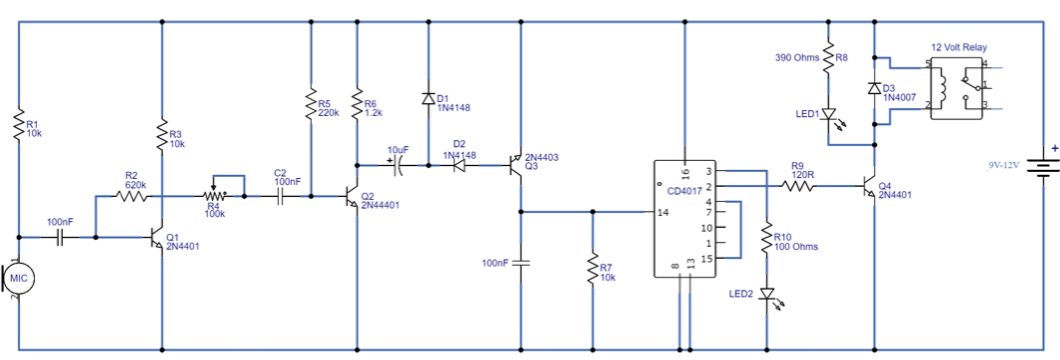 R1
10k
MIC
1
2
100nF
R2
620k
R3
10k
Q1
2N4401
R4
100k
C2
100nF
R5
220k
R6
1.2k
Q2
2N44401
10uF
+
D1
1N4148
D2
1N4148
2N4403
Q3
100nF
R7
10k
CD4017
16
14
8
13
3
2
4
7
10
1
15
R9
120R
R10
100 Ohms
LED2
390 Ohms
R8
LED1
D3
1N4007
Q4
2N4401
12 Volt Relay
5
2
4
1
3
9V-12V
+